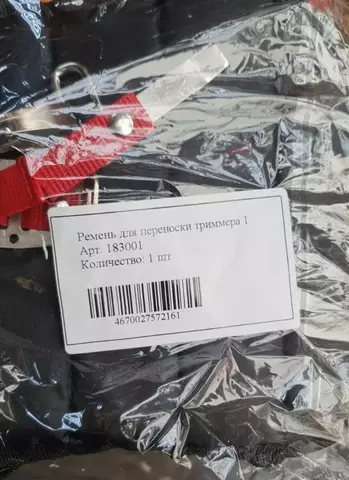 Ремень для переноски триммера 1
Арт. 183001
Количество: 1 шт
4670027572161